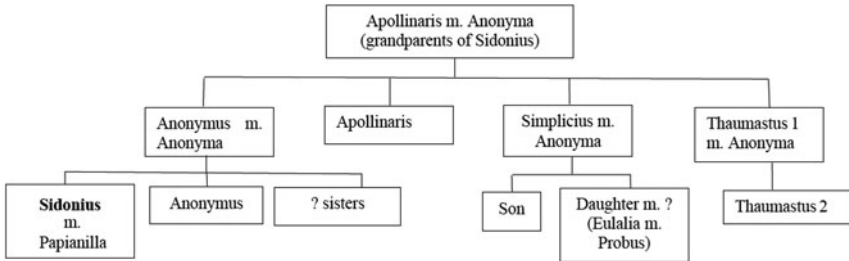 Apollinaris m. Anonyma
(grandparents of Sidonius)
Anonymus m.
Anonyma
Apollinaris
Simplicius m.
Anonyma
Thaumastus 1
m. Anonyma
Sidonius
m.
Papianilla
Anonymus
? sisters
Son
Daughter m. ?
(Eulalia m.
Probus)
Thaumastus 2